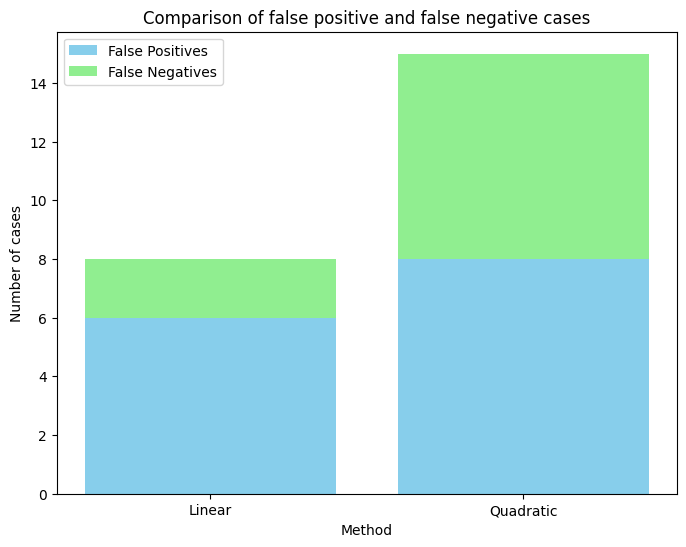 Comparison of false positive and false negative cases
False Positives
False Negatives
Number of cases
14
12
10
8
6
4
2
0
Linear
Quadratic
Method